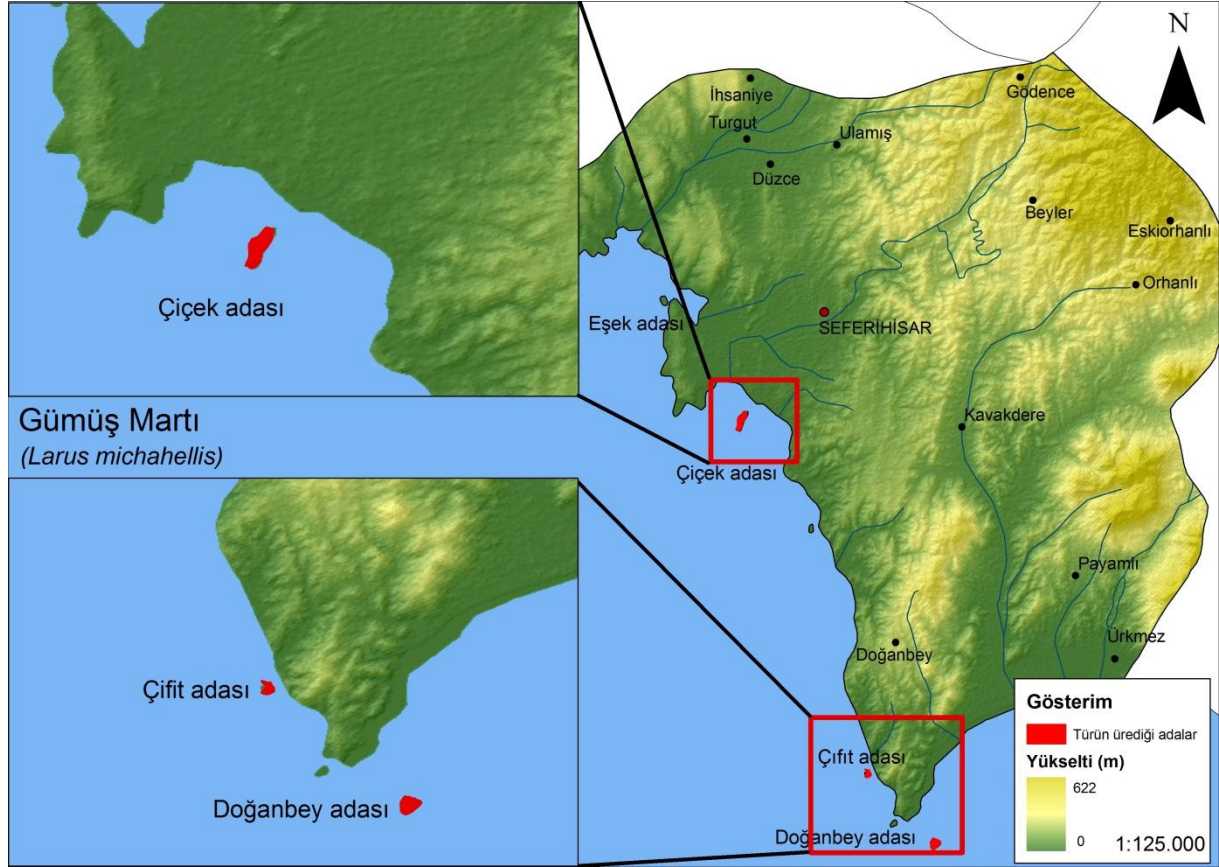 Çiçek adası
Gümüş Martı
(Larus michahellis)
Çifit adası
Doğanbey adası
N
İhsaniye
Gödence
Turgut
Ulamış
Düzce
Beyler
Eskiorhanlı
Orhanlı
Eşek adası
SEFERİHİSAR
Kavakdere
Çiçek adası
Payamlı
Doğanbey
Ürkmez
Çıfıt adası
Doğanbey adası
Gösterim
Türün ürediği adalar
Yükselti (m)
622
0
1:125.000